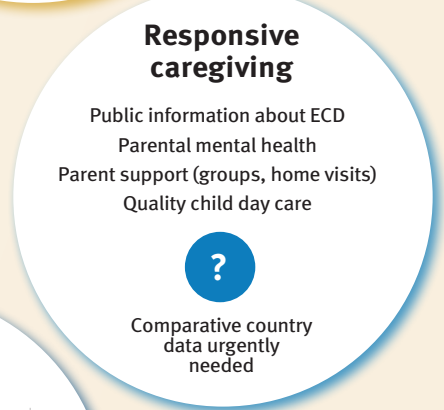 Responsive
caregiving
Public information about ECD
Parental mental health
Parent support (groups, home visits)
Quality child day care
?
Comparative country
data urgently
needed